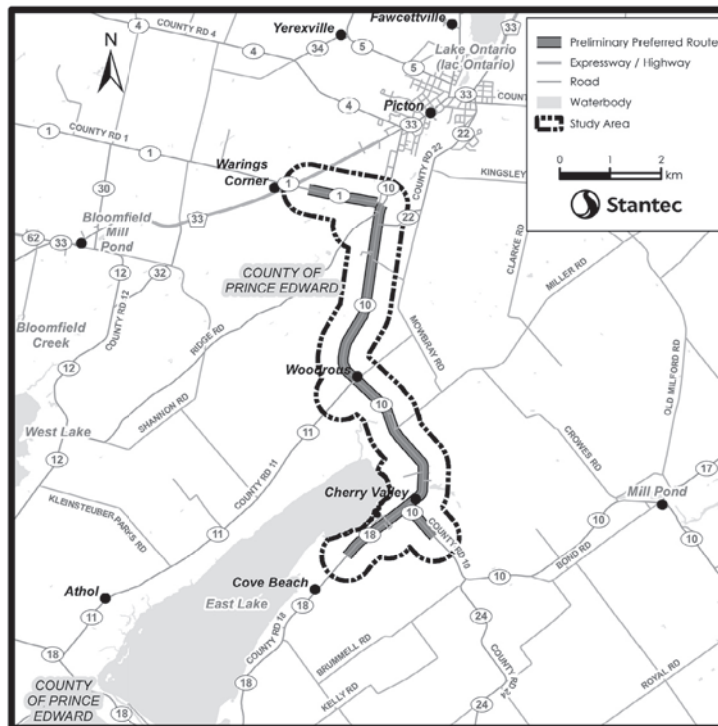 Fawcettville
COUNTY RD 4
4
Yerexville
34
5
5
33
4
N
Lake Ontario
(lac Ontario)
4
33
Picton
33
COUNTY
22
1
COUNTY RD 1
1
COUNTY RD 22
KINGSLEY
Warings
Corner
1
1
10
30
22
33
Bloomfield
Mill
Pond
62
33
12
32
COUNTY OF
PRINCE EDWARD
CLARKE RD
MILLER RD
COUNTY RD 12
10
MOWBRAY RD
RIDGE RD
Bloomfield
Creek
12
Woodrous
10
OLD MILFORD RD
SHANNON RD
11
West Lake
12
COUNTY RD 11
CROWES RD
17
KLEINSTEUBER PARKS RD
Cherry Valley
10
Mill Pond
18
COUNTY RD 10
10
BOND RD
10
11
Cove Beach
10
Athol
18
East Lake
11
24
18
COUNTY RD 18
BRUMMELL RD
COUNTY RD 24
18
KELLY RD
ROYAL RD
COUNTY
OF PRINCE
EDWARD
18
18
24
Preliminary Preferred Route
Expressway / Highway
Road
Waterbody
Study Area
0 1 2
km
Stantec